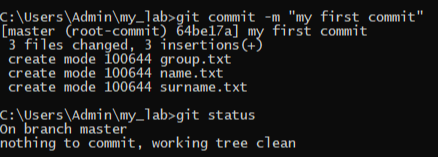 C:\Users\Admin\my_lab>git commit -m "my first commit"
[master (root-commit) 64be17a] my first commit
 3 files changed, 3 insertions(+)
 create mode 100644 group.txt
 create mode 100644 name.txt
 create mode 100644 surname.txt
C:\Users\Admin\my_lab>git status
On branch master
nothing to commit, working tree clean